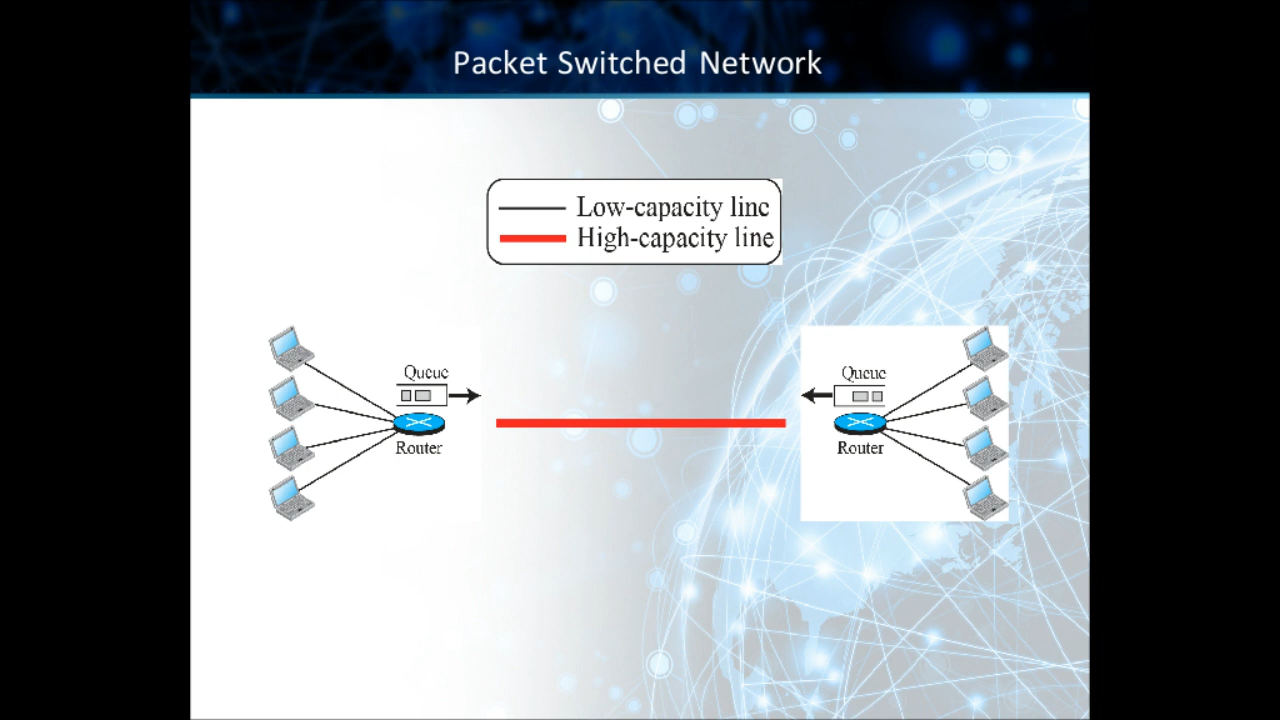 Packet Switched Network
Low-capacity line
High-capacity line
Queue
Router
Queue
Router